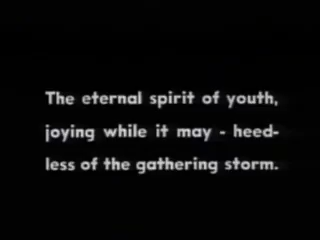 The eternal spirit of youth,
joying while it may - heed-
less of the gathering storm.